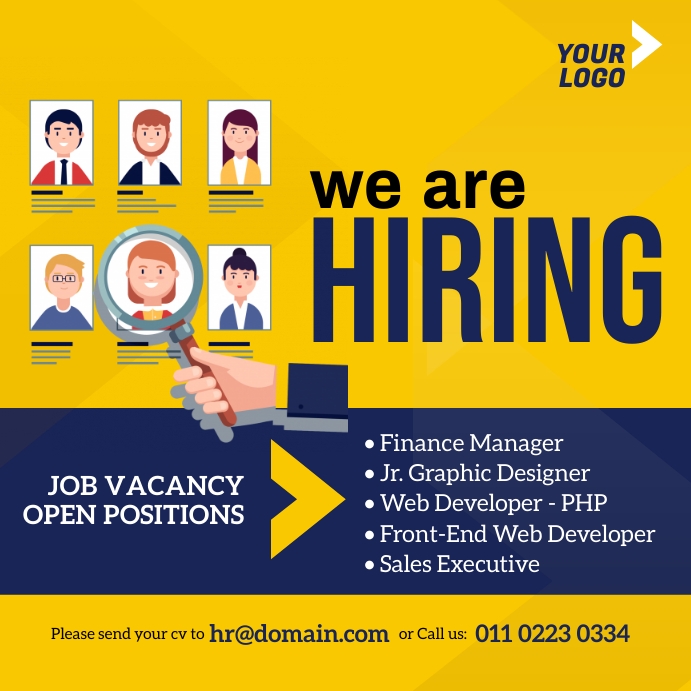 YOUR
LOGO
we are
HIRING
JOB VACANCY
OPEN POSITIONS
• Finance Manager
• Jr. Graphic Designer
• Web Developer - PHP
• Front-End Web Developer
• Sales Executive
Please send your cv to hr@domain.com or Call us: 011 0223 0334